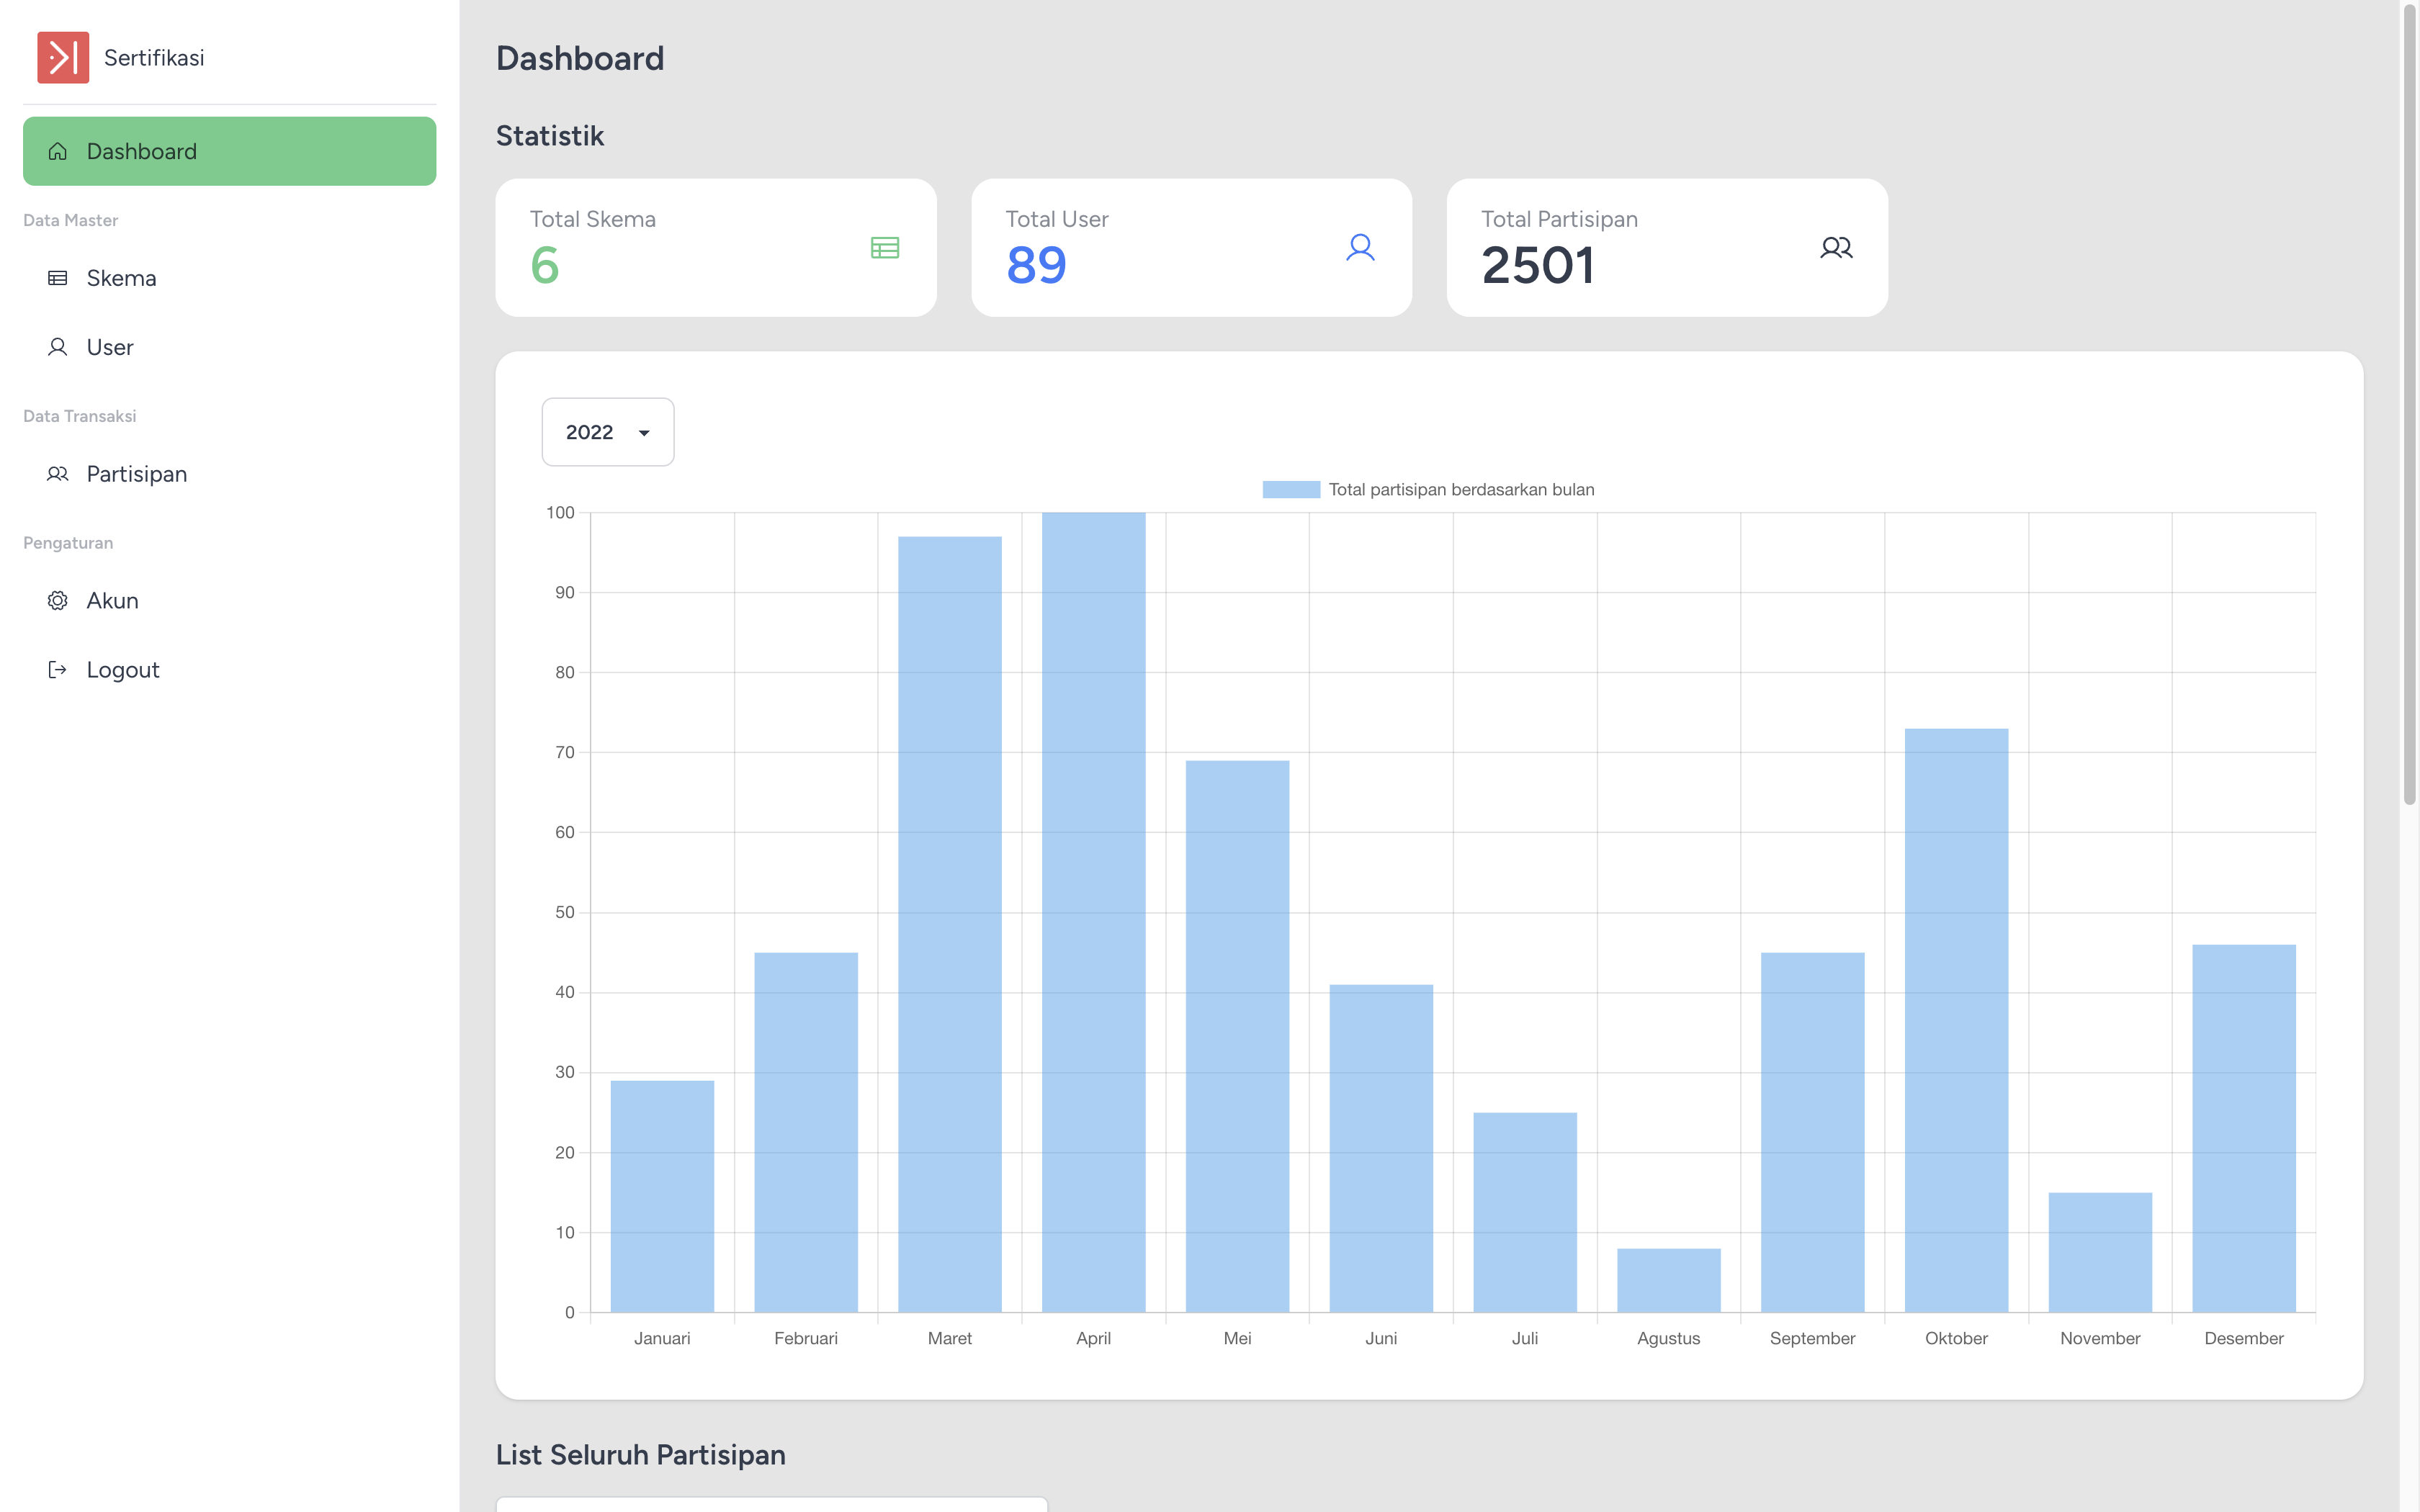 Sertifikasi
Dashboard
Data Master
Skema
User
Data Transaksi
Partisipan
Pengaturan
Akun
Logout
Dashboard
Statistik
Total Skema
6
Total User
89
Total Partisipan
2501
2022
Total partisipan berdasarkan bulan
100
90
80
70
60
50
40
30
20
10
0
Januari Februari Maret April Mei Juni Juli Agustus September Oktober November Desember
List Seluruh Partisipan